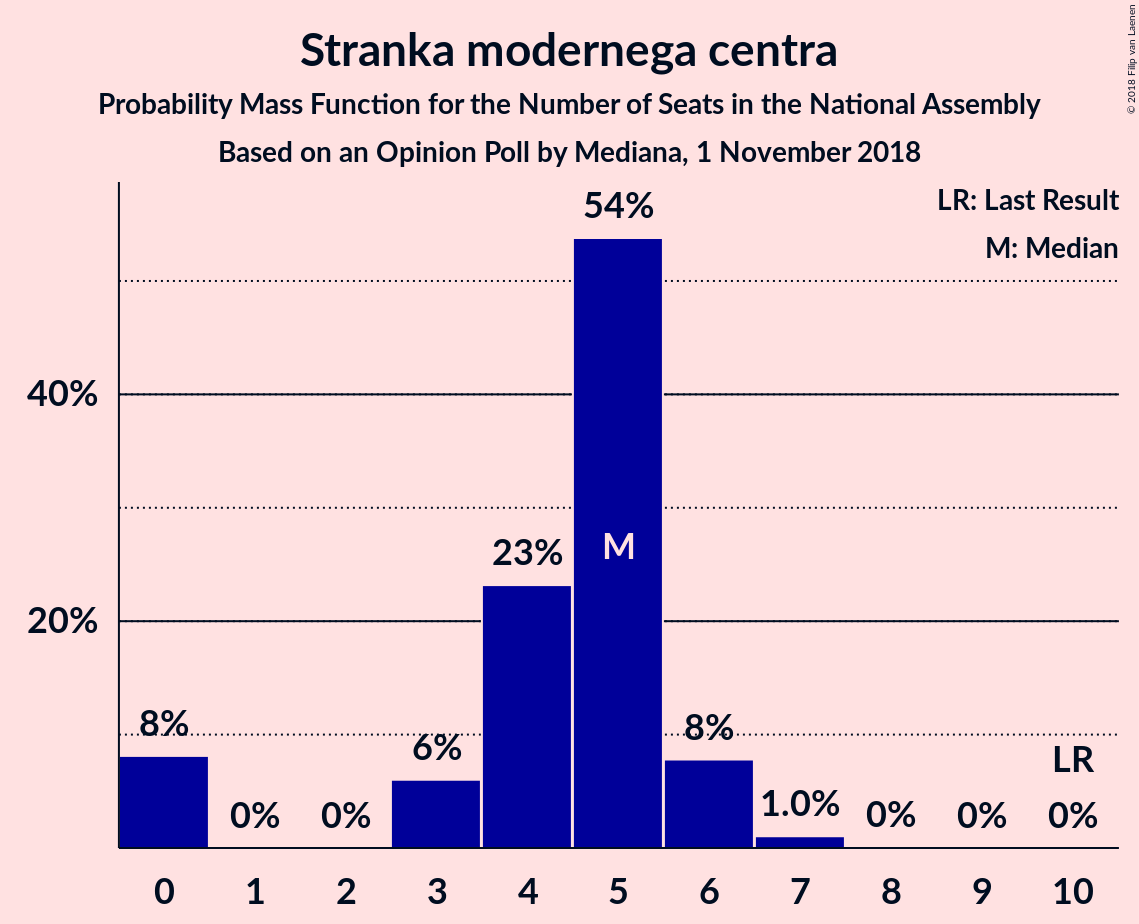 Stranka modernega centra
Probability Mass Function for the Number of Seats in the National Assembly
Based on an Opinion Poll by Mediana, 1 November 2018
© 2018 Filip van Laenen
LR: Last Result
M: Median
54%
40%
M
23%
20%
8%
6%
8%
LR
1.0%
0%
0%
0%
0%
0%
0 1 2 3 4 5 6 7 8 9 10